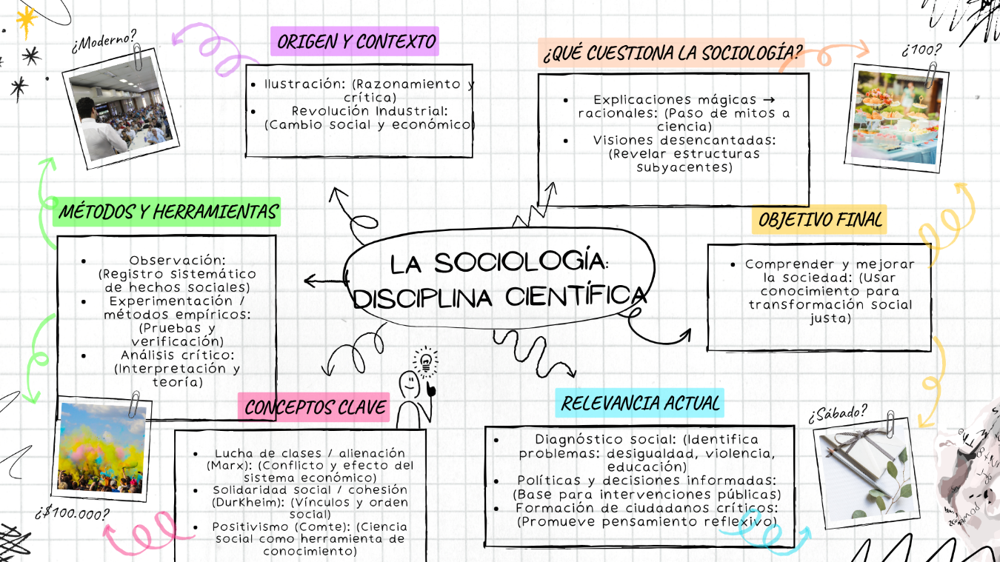 ¿Moderno?
ORIGEN Y CONTEXTO
Ilustración: (Razonamiento y
crítica)
Revolución Industrial:
(Cambio social y económico)
¿QUÉ CUESTIONA LA SOCIOLOGÍA?
Explicaciones mágicas →
racionales: (Paso de mitos a
ciencia)
Visiones desencantadas:
(Revelar estructuras
subyacentes)
¿100?
MÉTODOS Y HERRAMIENTAS
Observación:
(Registro sistemático
de hechos sociales)
Experimentación /
métodos empíricos:
(Pruebas y
verificación)
Análisis crítico:
(Interpretación y
teoría)
LA SOCIOLOGÍA:
DISCIPLINA CIENTÍFICA
OBJETIVO FINAL
Comprender y mejorar
la sociedad: (Usar
conocimiento para
transformación social
justa)
¿$100.000?
CONCEPTOS CLAVE
Lucha de clases / alienación
(Marx): (Conflicto y efecto del
sistema económico)
Solidaridad social / cohesión
(Durkheim): (Vínculos y orden
social)
Positivismo (Comte): (Ciencia
Social como herramienta de
conocimiento)
RELEVANCIA ACTUAL
Diagnóstico social: (Identifica
problemas: desigualdad, violencia,
educación)
Políticas y decisiones informadas:
(Base para intervenciones públicas)
Formación de ciudadanos críticos:
(Promueve pensamiento reflexivo)
¿Sábado?